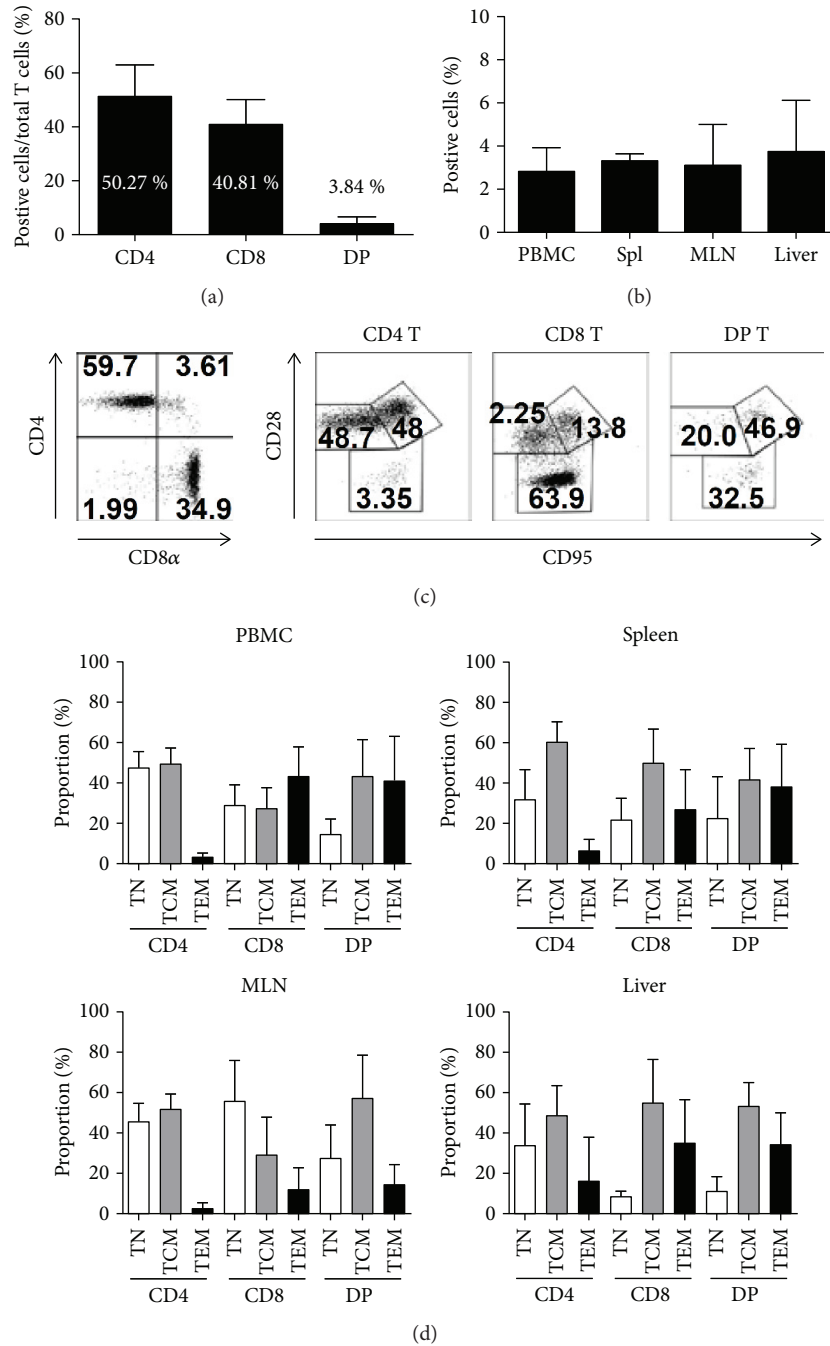 Postive cells/total T cells (%)
80
60
40
20
0
50.27 %
40.81 %
3.84 %
CD4
CD8
DP
(a)
Postive cells (%)
10
8
6
4
2
0
PBMC
Spl
MLN
Liver
(b)
CD4
59.7
3.61
1.99
34.9
CD8α
CD28
CD4 T
48.7
48
3.35
CD8 T
2.25
13.8
63.9
DP T
20.0
46.9
32.5
CD95
(c)
PBMC
Proportion (%)
100
80
60
40
20
0
TN
TCM
TEM
TN
TCM
TEM
TN
TCM
TEM
CD4
CD8
DP
Spleen
Proportion (%)
100
80
60
40
20
0
TN
TCM
TEM
TN
TCM
TEM
TN
TCM
TEM
CD4
CD8
DP
MLN
Proportion (%)
100
80
60
40
20
0
TN
TCM
TEM
TN
TCM
TEM
TN
TCM
TEM
CD4
CD8
DP
Liver
Proportion (%)
100
80
60
40
20
0
TN
TCM
TEM
TN
TCM
TEM
TN
TCM
TEM
CD4
CD8
DP
(d)